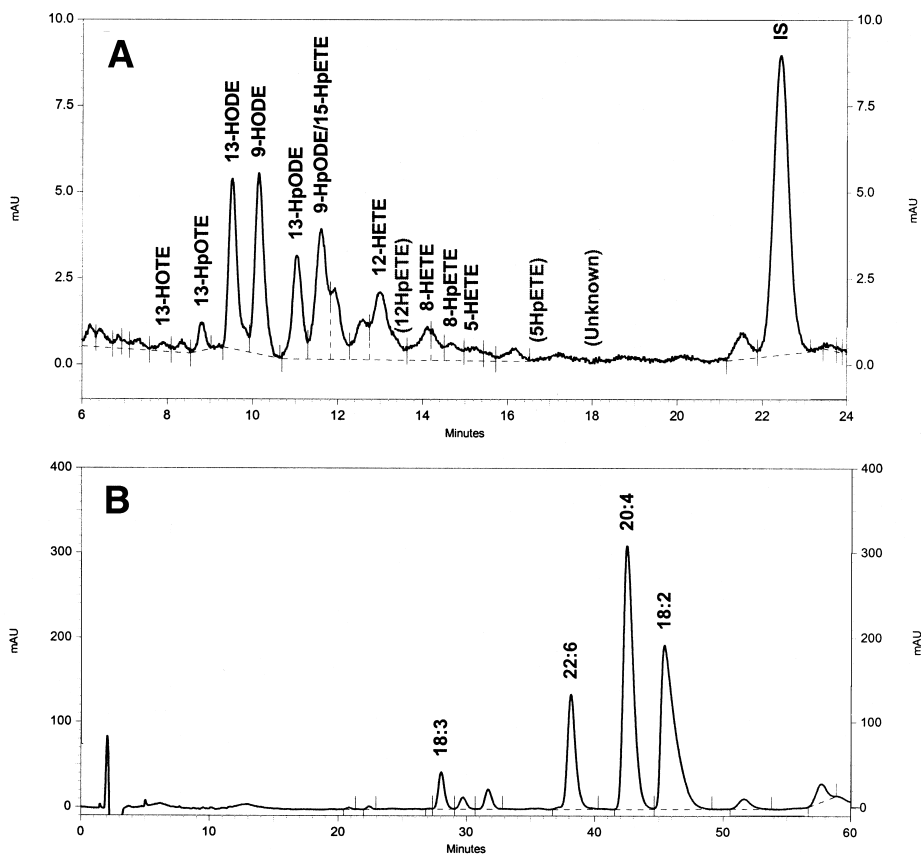 A
10.0
7.5
5.0
2.5
0.0
mAU
13-HOTE
13-HpOTE
13-HODE
9-HODE
13-HpODE
9-HpODE/15-HpETE
12-HETE
(12HpETE)
8-HETE
8-HpETE
5-HETE
(5HpETE)
(Unknown)
IS
10.0
7.5
5.0
2.5
0.0
mAU
6 8 10 12 14 16 18 20 22 24
Minutes
B
400
300
200
100
0
mAU
18:3
22:6
20:4
18:2
400
300
200
100
0
mAU
0 10 20 30 40 50 60
Minutes